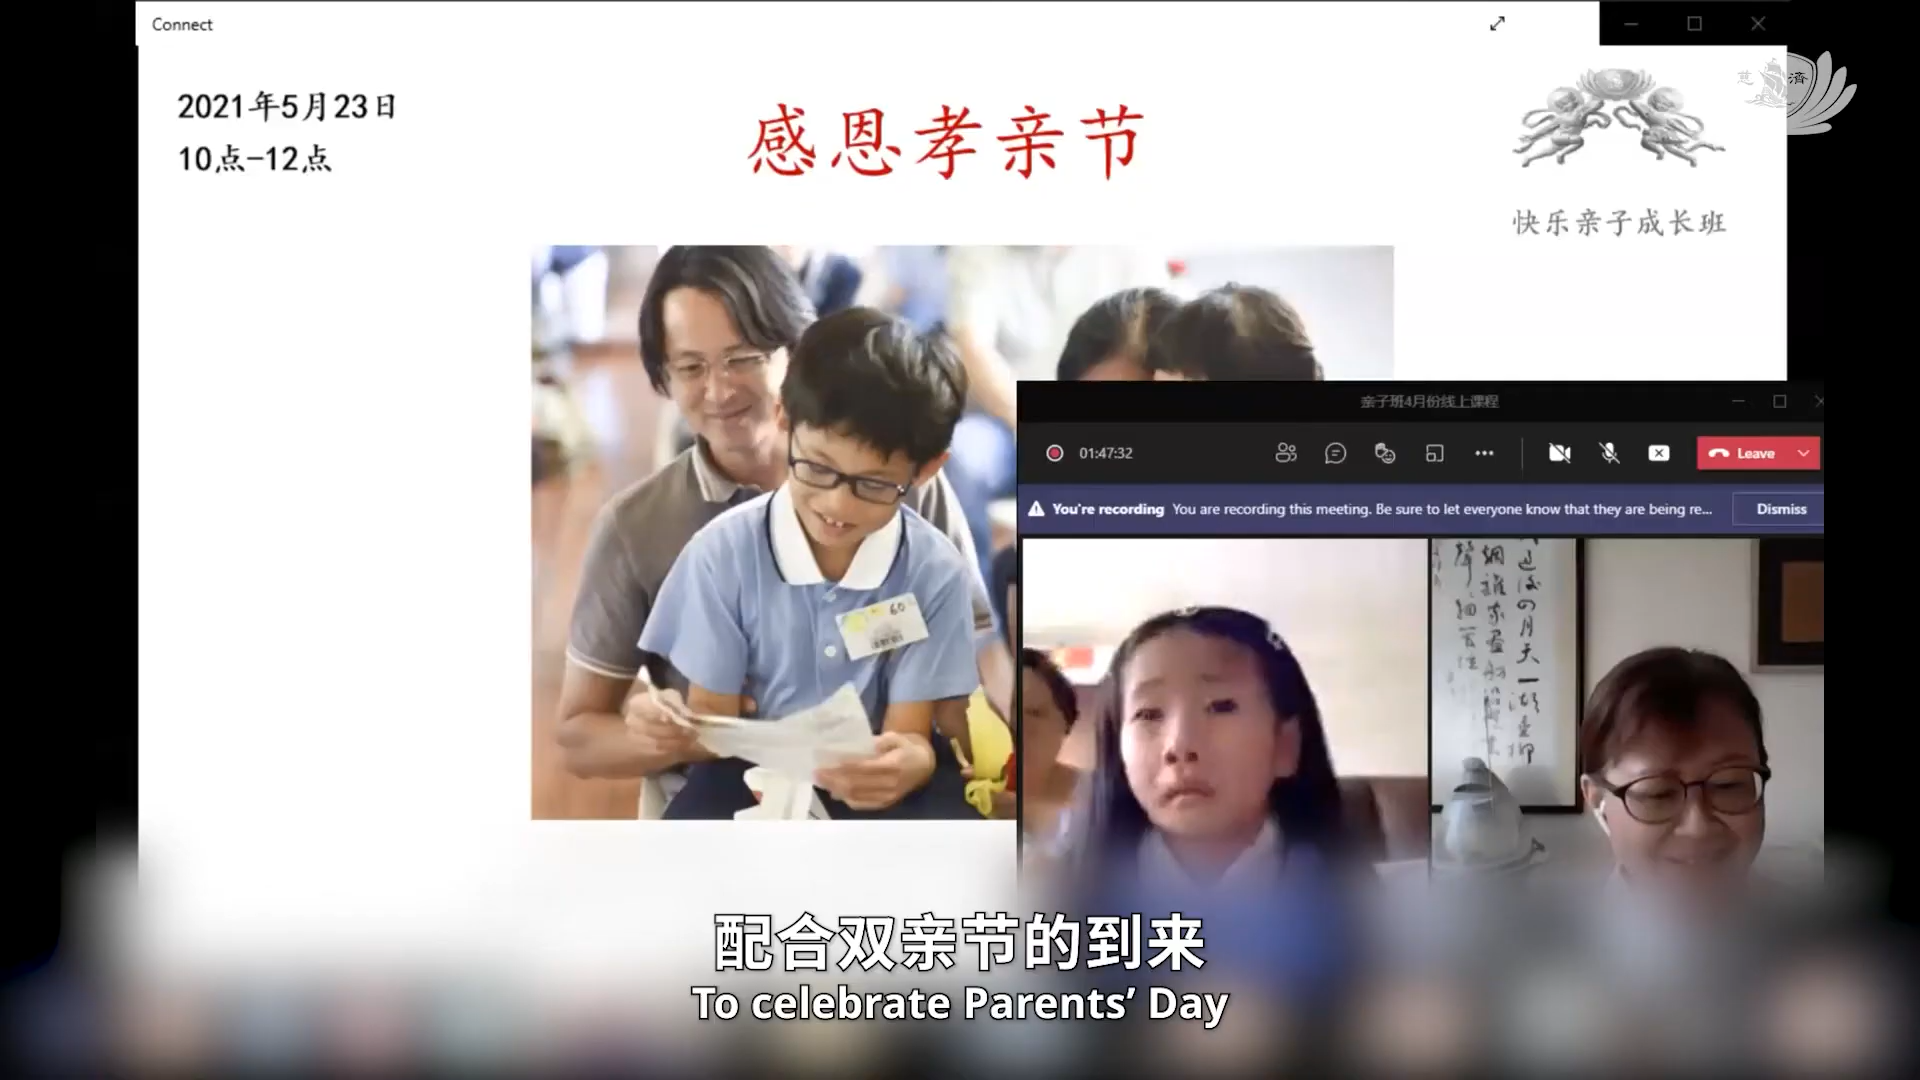 Connect
2021年5月23日
10点-12点
感恩孝亲节
慈濟
快乐亲子成长班
60
亲子班4月份线上课程
01:47:32
Leave
You're recording You are recording this meeting. Be sure to let everyone know that they are being re...
Dismiss
配合双亲节的到来
To celebrate Parents' Day